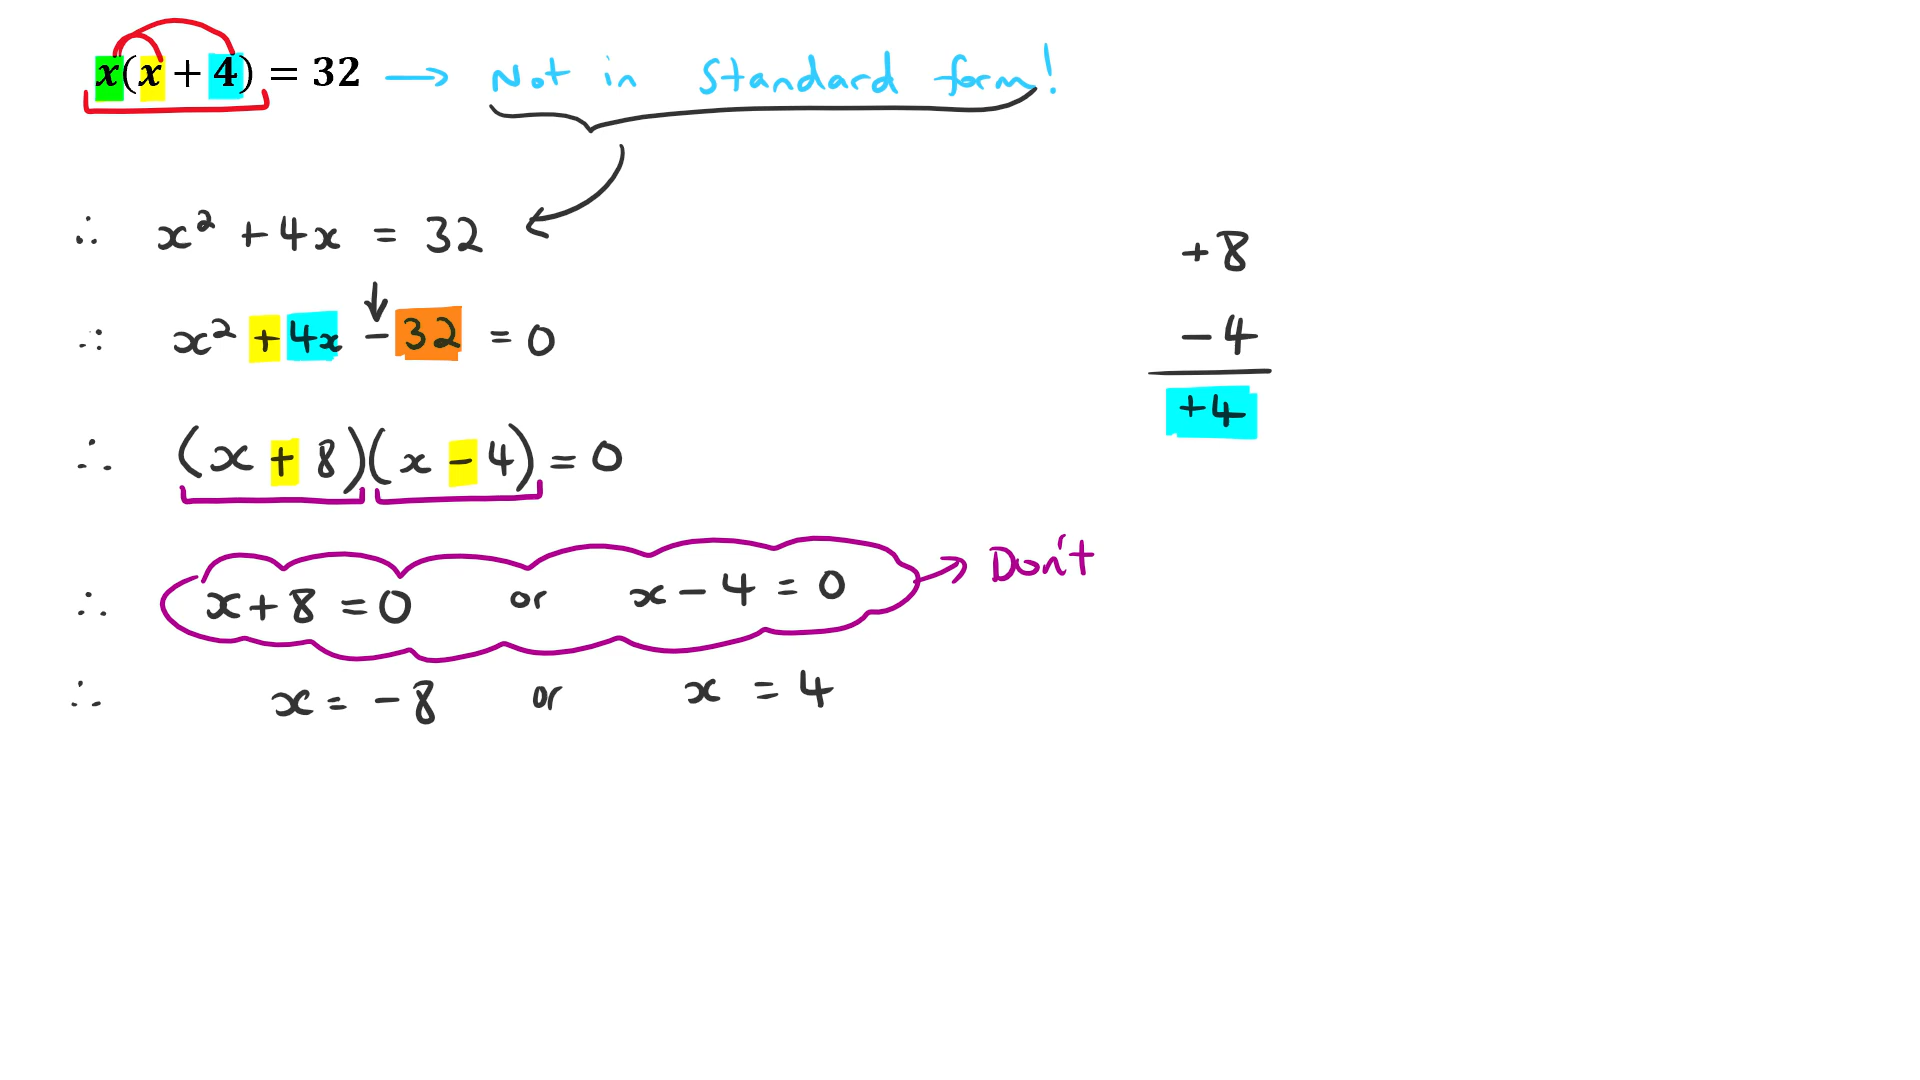 x(x + 4) = 32 → Not in Standard form!
∴ x² + 4x = 32
∴ x² + 4x − 32 = 0
∴ (x + 8)(x − 4) = 0
∴ x + 8 = 0 or x − 4 = 0 → Don't
∴ x = −8 or x = 4
+8
−4
+4